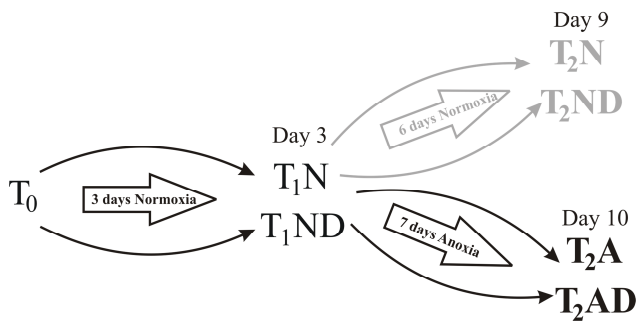 Day 9
T₂N
T₂ND
6 days Normoxia
Day 3
T₁N
T₁ND
T₀
3 days Normoxia
7 days Anoxia
Day 10
T₂A
T₂AD